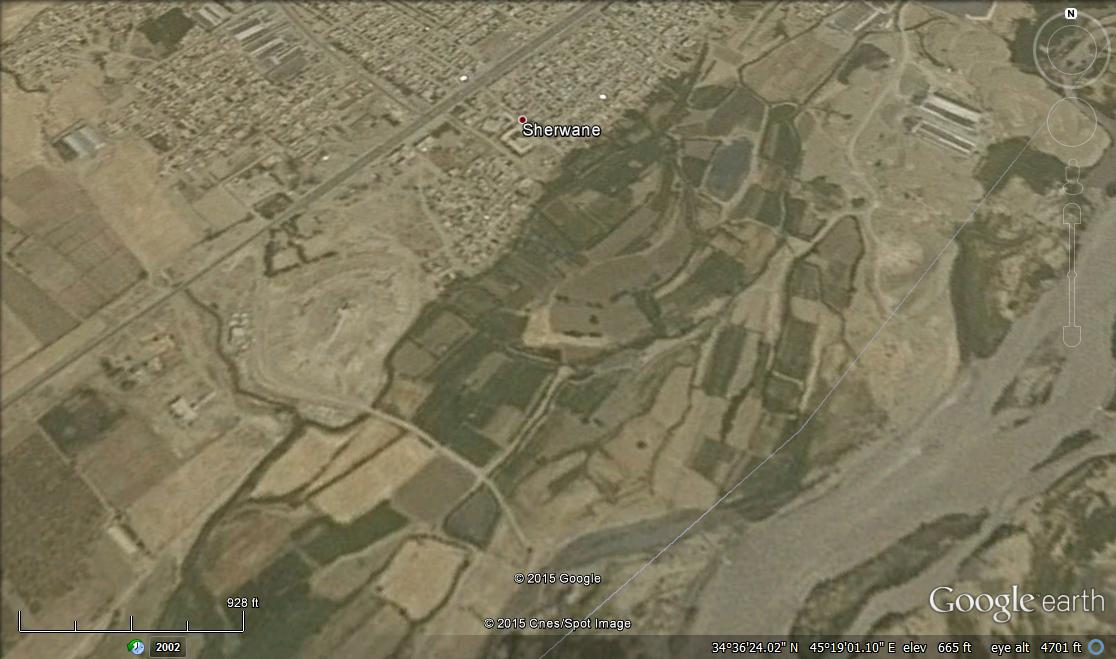 N
Sherwane
© 2015 Google
928 ft
© 2015 Cnes/Spot Image
Google earth
2002
34°36'24.02" N 45°19'01.10" E elev 665 ft eye alt 4701 ft